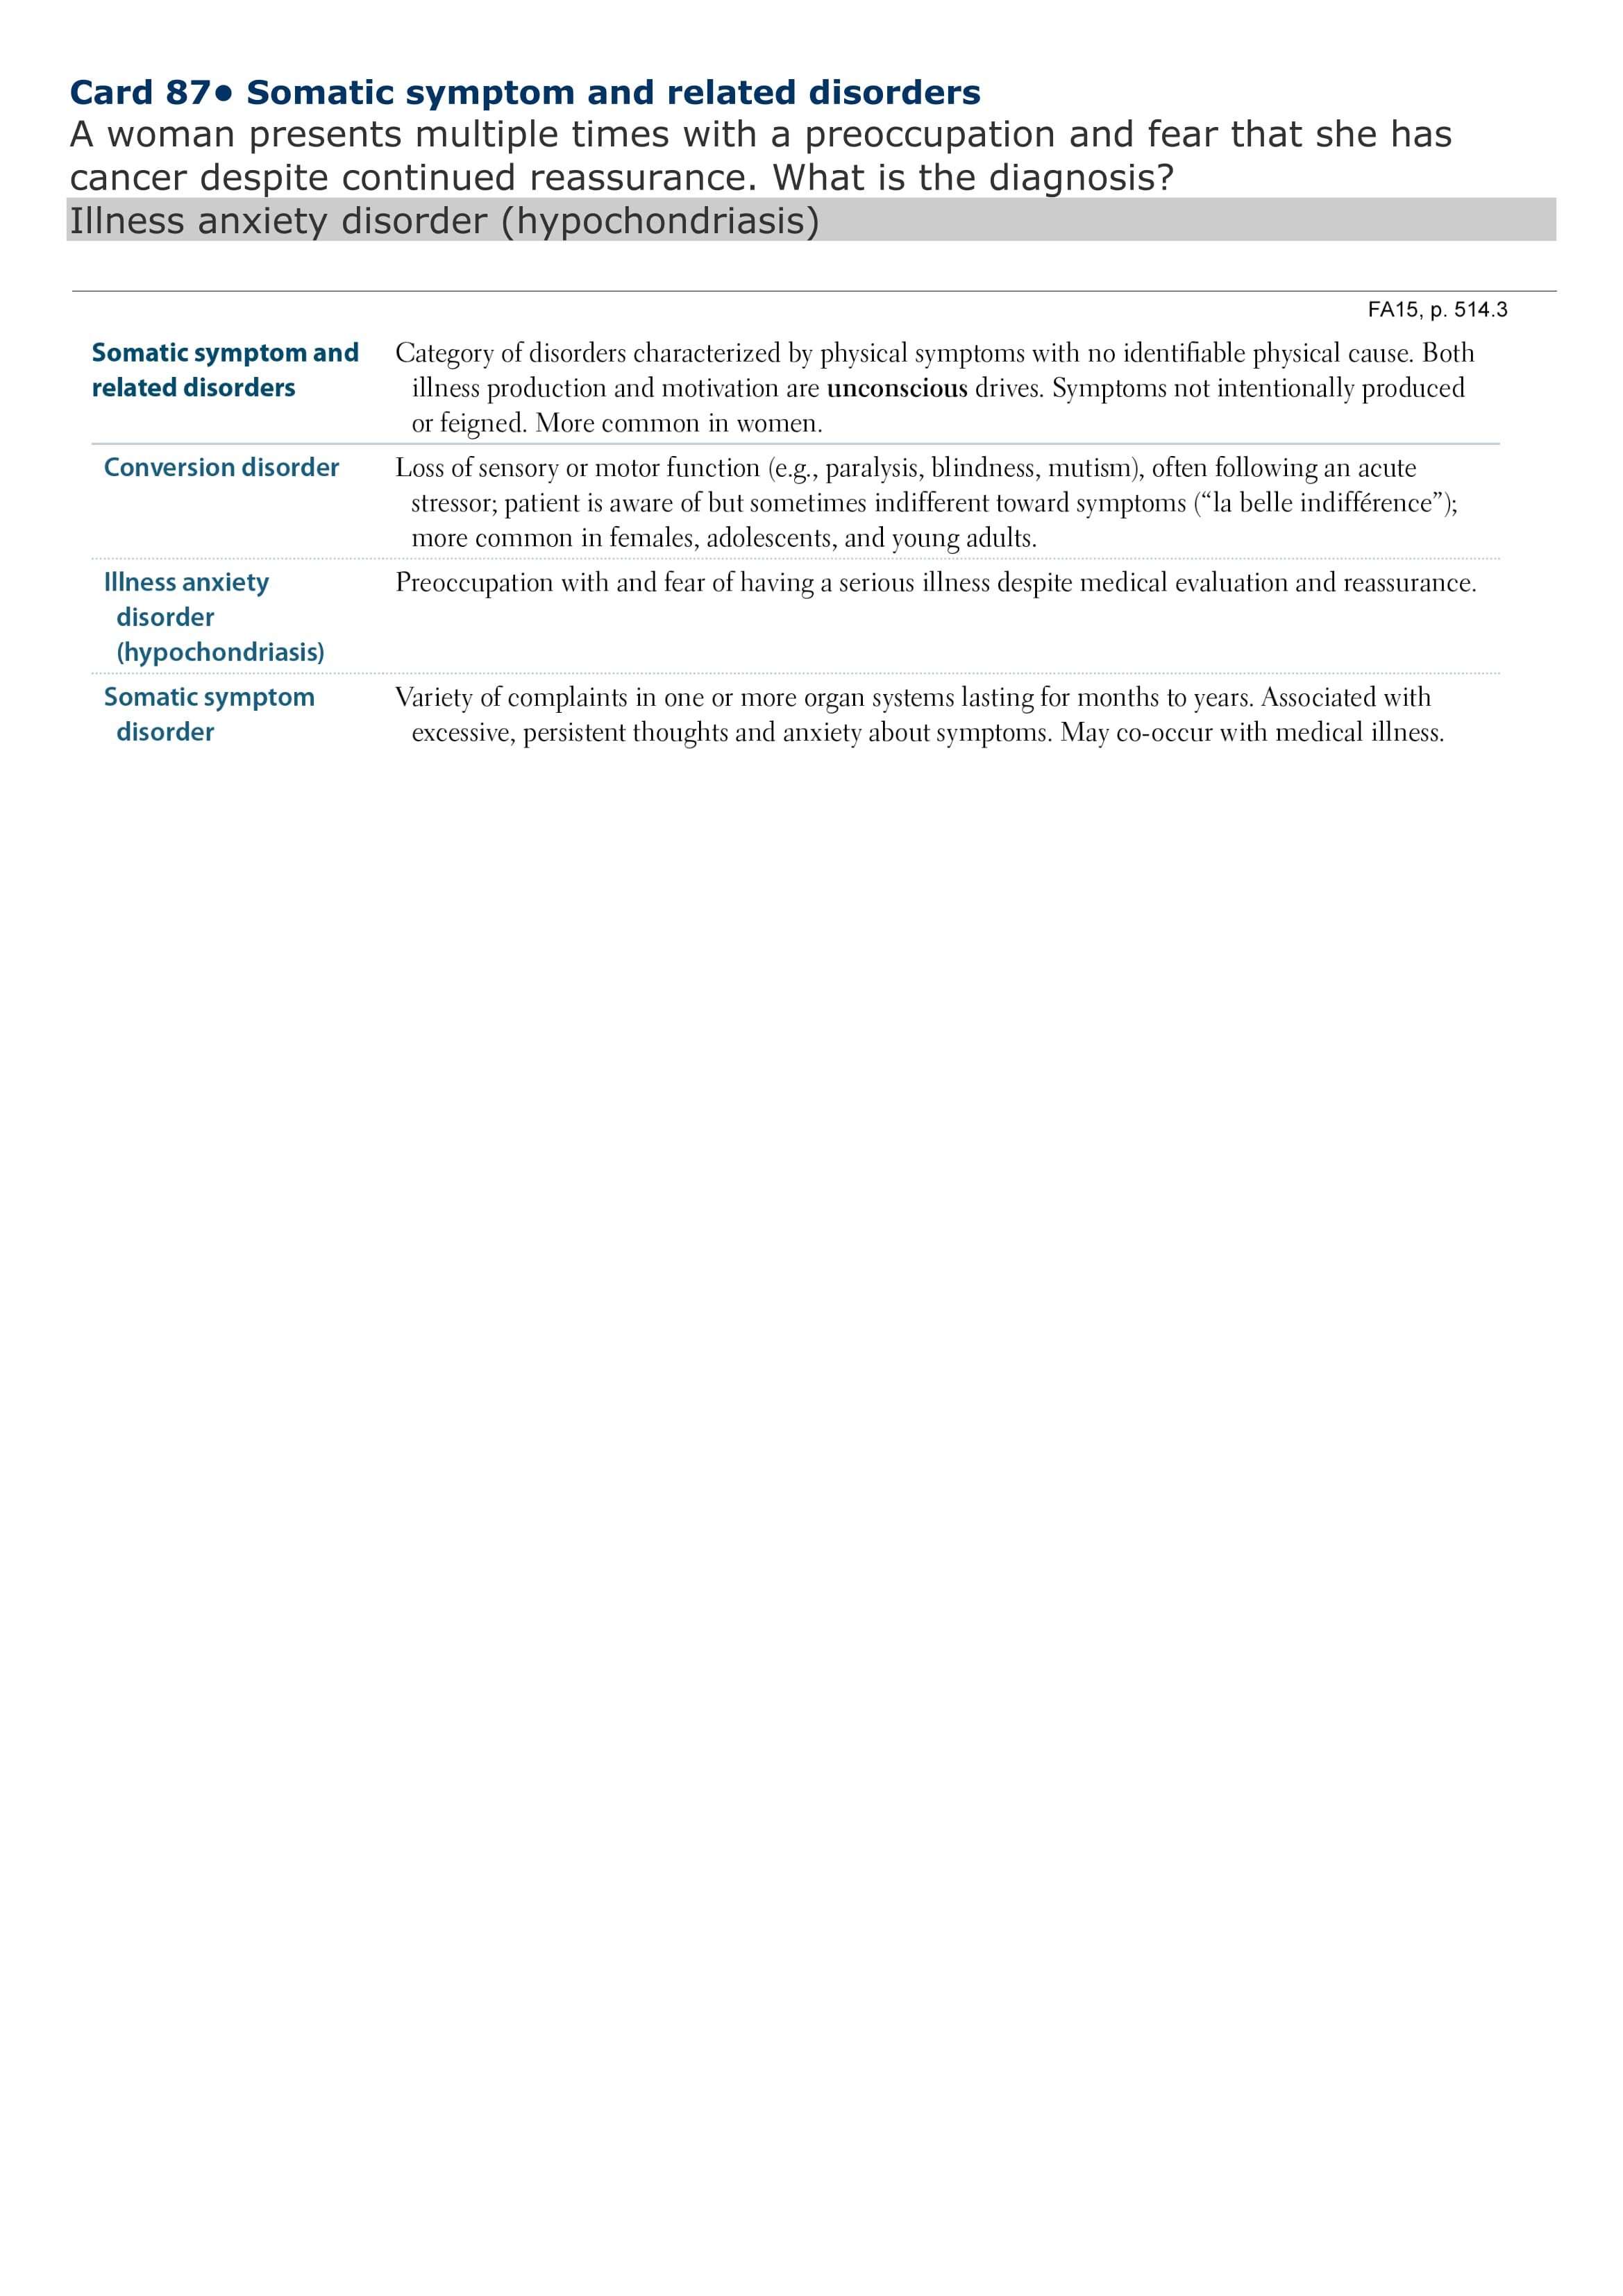 Card 87• Somatic symptom and related disorders
A woman presents multiple times with a preoccupation and fear that she has
cancer despite continued reassurance. What is the diagnosis?
Illness anxiety disorder (hypochondriasis)
FA15, p. 514.3
Somatic symptom and
related disorders
Category of disorders characterized by physical symptoms with no identifiable physical cause. Both
illness production and motivation are unconscious drives. Symptoms not intentionally produced
or feigned. More common in women.
Conversion disorder
Loss of sensory or motor function (e.g., paralysis, blindness, mutism), often following an acute
stressor; patient is aware of but sometimes indifferent toward symptoms (“la belle indifférence”);
more common in females, adolescents, and young adults.
Illness anxiety
disorder
(hypochondriasis)
Preoccupation with and fear of having a serious illness despite medical evaluation and reassurance.
Somatic symptom
disorder
Variety of complaints in one or more organ systems lasting for months to years. Associated with
excessive, persistent thoughts and anxiety about symptoms. May co-occur with medical illness.